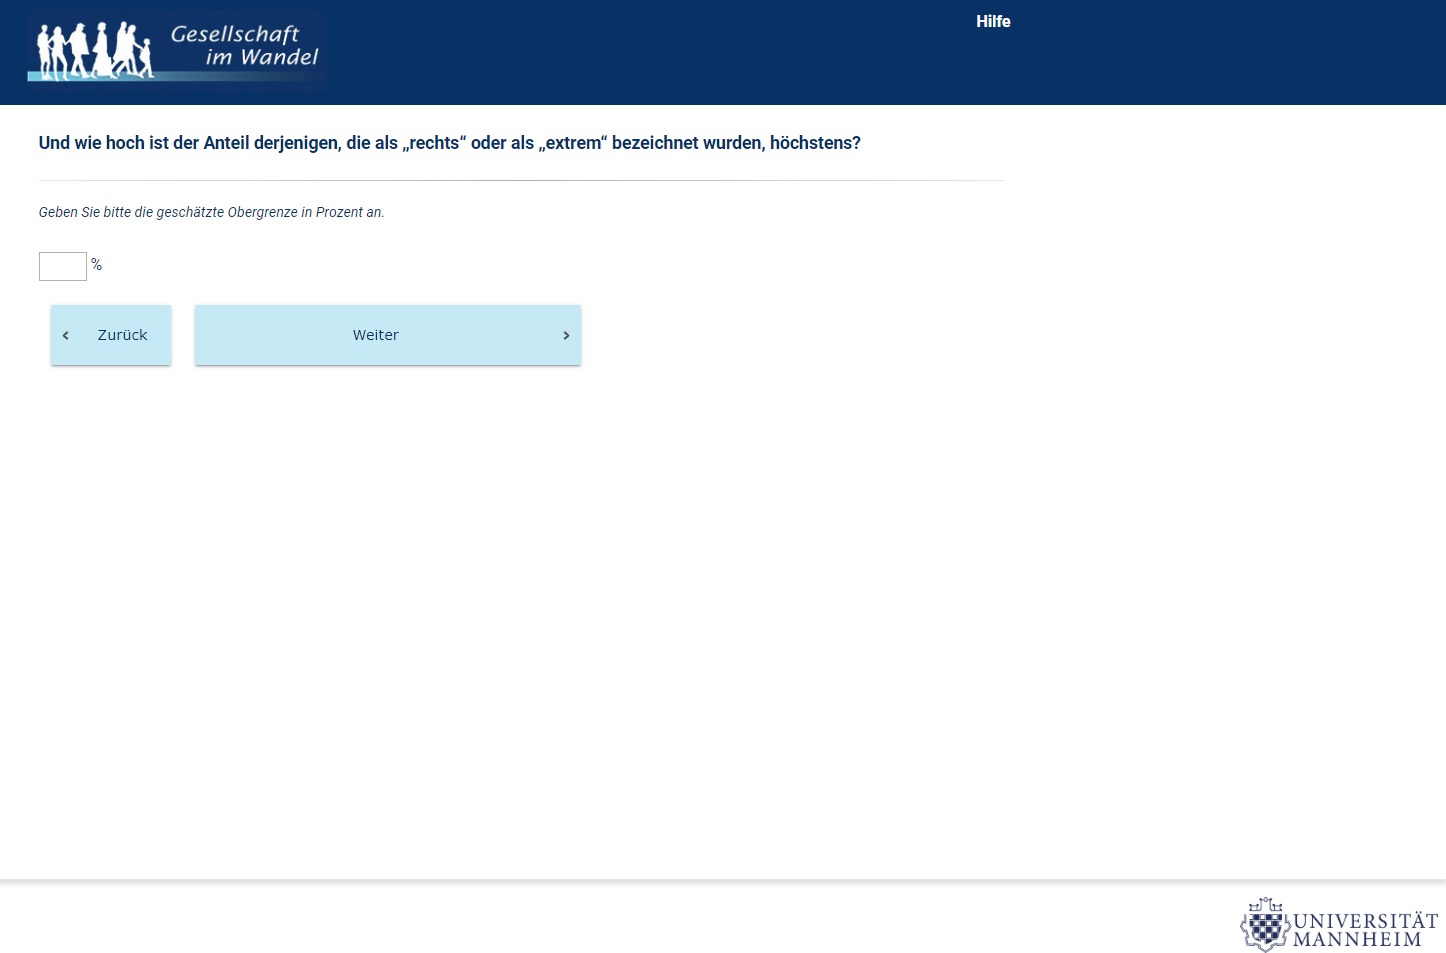 Gesellschaft
im Wandel
Hilfe
Und wie hoch ist der Anteil derjenigen, die als „rechts“ oder als „extrem“ bezeichnet wurden, höchstens?
Geben Sie bitte die geschätzte Obergrenze in Prozent an.
%
Zurück
Weiter
UNIVERSITÄT
MANNHEIM